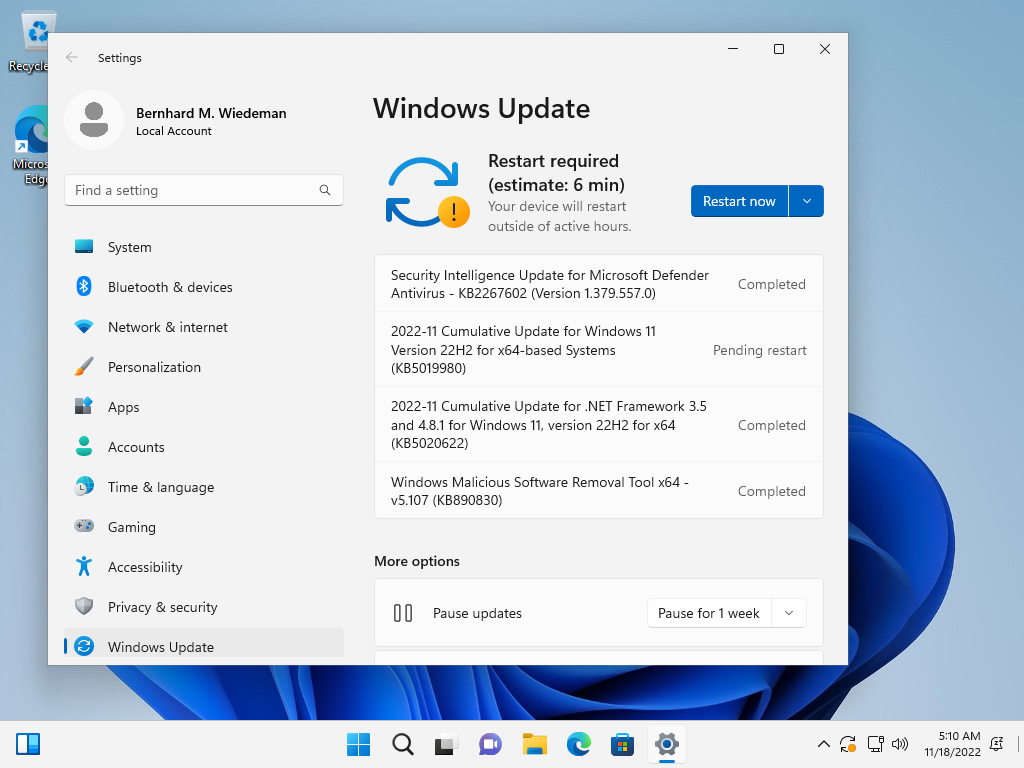 Recycle
Micros
Edge
Settings
Bernhard M. Wiedeman
Local Account
Find a setting
System
Bluetooth & devices
Network & internet
Personalization
Apps
Accounts
Time & language
Gaming
Accessibility
Privacy & security
Windows Update
Windows Update
Restart required
(estimate: 6 min)
Your device will restart
outside of active hours.
Restart now
Security Intelligence Update for Microsoft Defender
Antivirus - KB2267602 (Version 1.379.557.0)
Completed
2022-11 Cumulative Update for Windows 11
Version 22H2 for x64-based Systems
(KB5019980)
Pending restart
2022-11 Cumulative Update for .NET Framework 3.5
and 4.8.1 for Windows 11, version 22H2 for x64
(KB5020622)
Completed
Windows Malicious Software Removal Tool x64 -
v5.107 (KB890830)
Completed
More options
Pause updates
Pause for 1 week
5:10 AM
11/18/2022